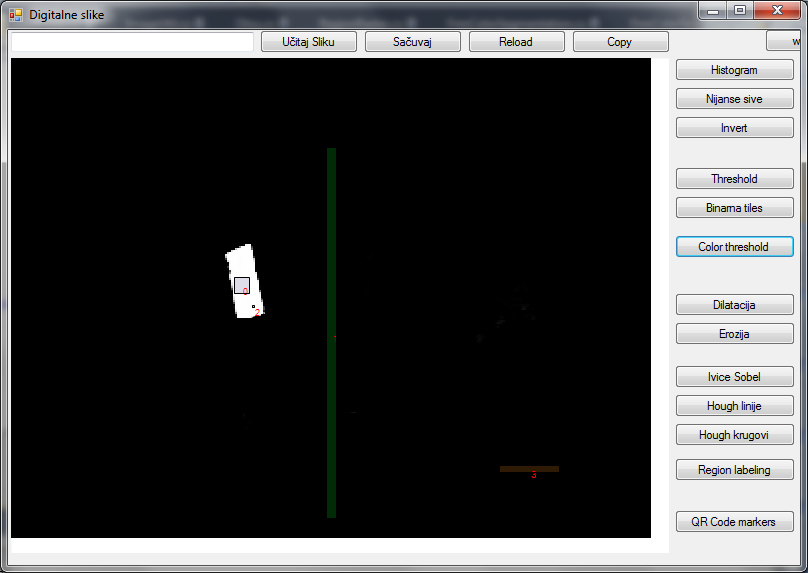 Digitalne slike
Učitaj Sliku
Sačuvaj
Reload
Copy
w
Histogram
Nijanse sive
Invert
Threshold
Binarna tiles
Color threshold
Dilatacija
Erozija
Ivice Sobel
Hough linije
Hough krugovi
Region labeling
QR Code markers
0
2
3